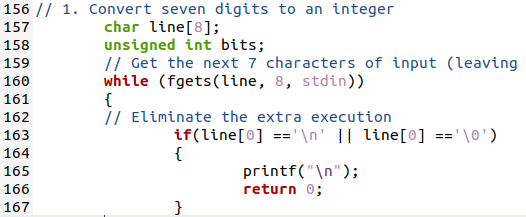 156 // 1. Convert seven digits to an integer
157 char line[8];
158 unsigned int bits;
159 // Get the next 7 characters of input (leaving
160 while (fgets(line, 8, stdin))
161 {
162 // Eliminate the extra execution
163 if(line[0] =='\n' || line[0] =='\0')
164 {
165 printf("\n");
166 return 0;
167 }